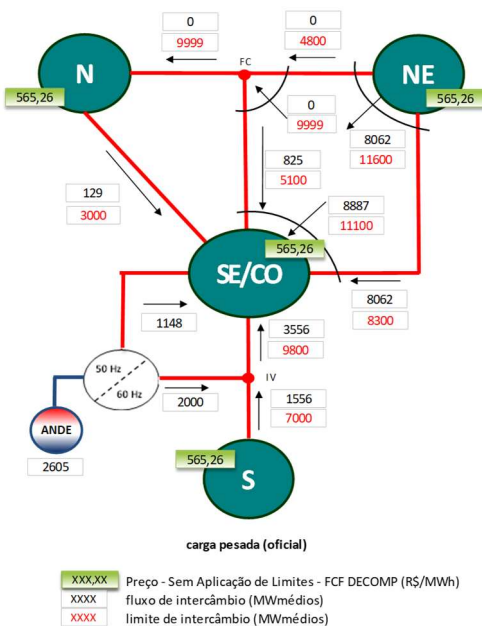 0
9999
0
4800
FC
N
NE
565,26
565,26
0
9999
8062
11600
129
3000
825
5100
8887
11100
565,26
SE/CO
8062
8300
1148
3556
9800
50 Hz
60 Hz
2000
IV
1556
7000
ANDE
2605
565,26
S
carga pesada (oficial)
XXX,XX Preço - Sem Aplicação de Limites - FCF DECOMP (R$/MWh)
XXXX fluxo de intercâmbio (MWmédios)
XXXX limite de intercâmbio (MWmédios)